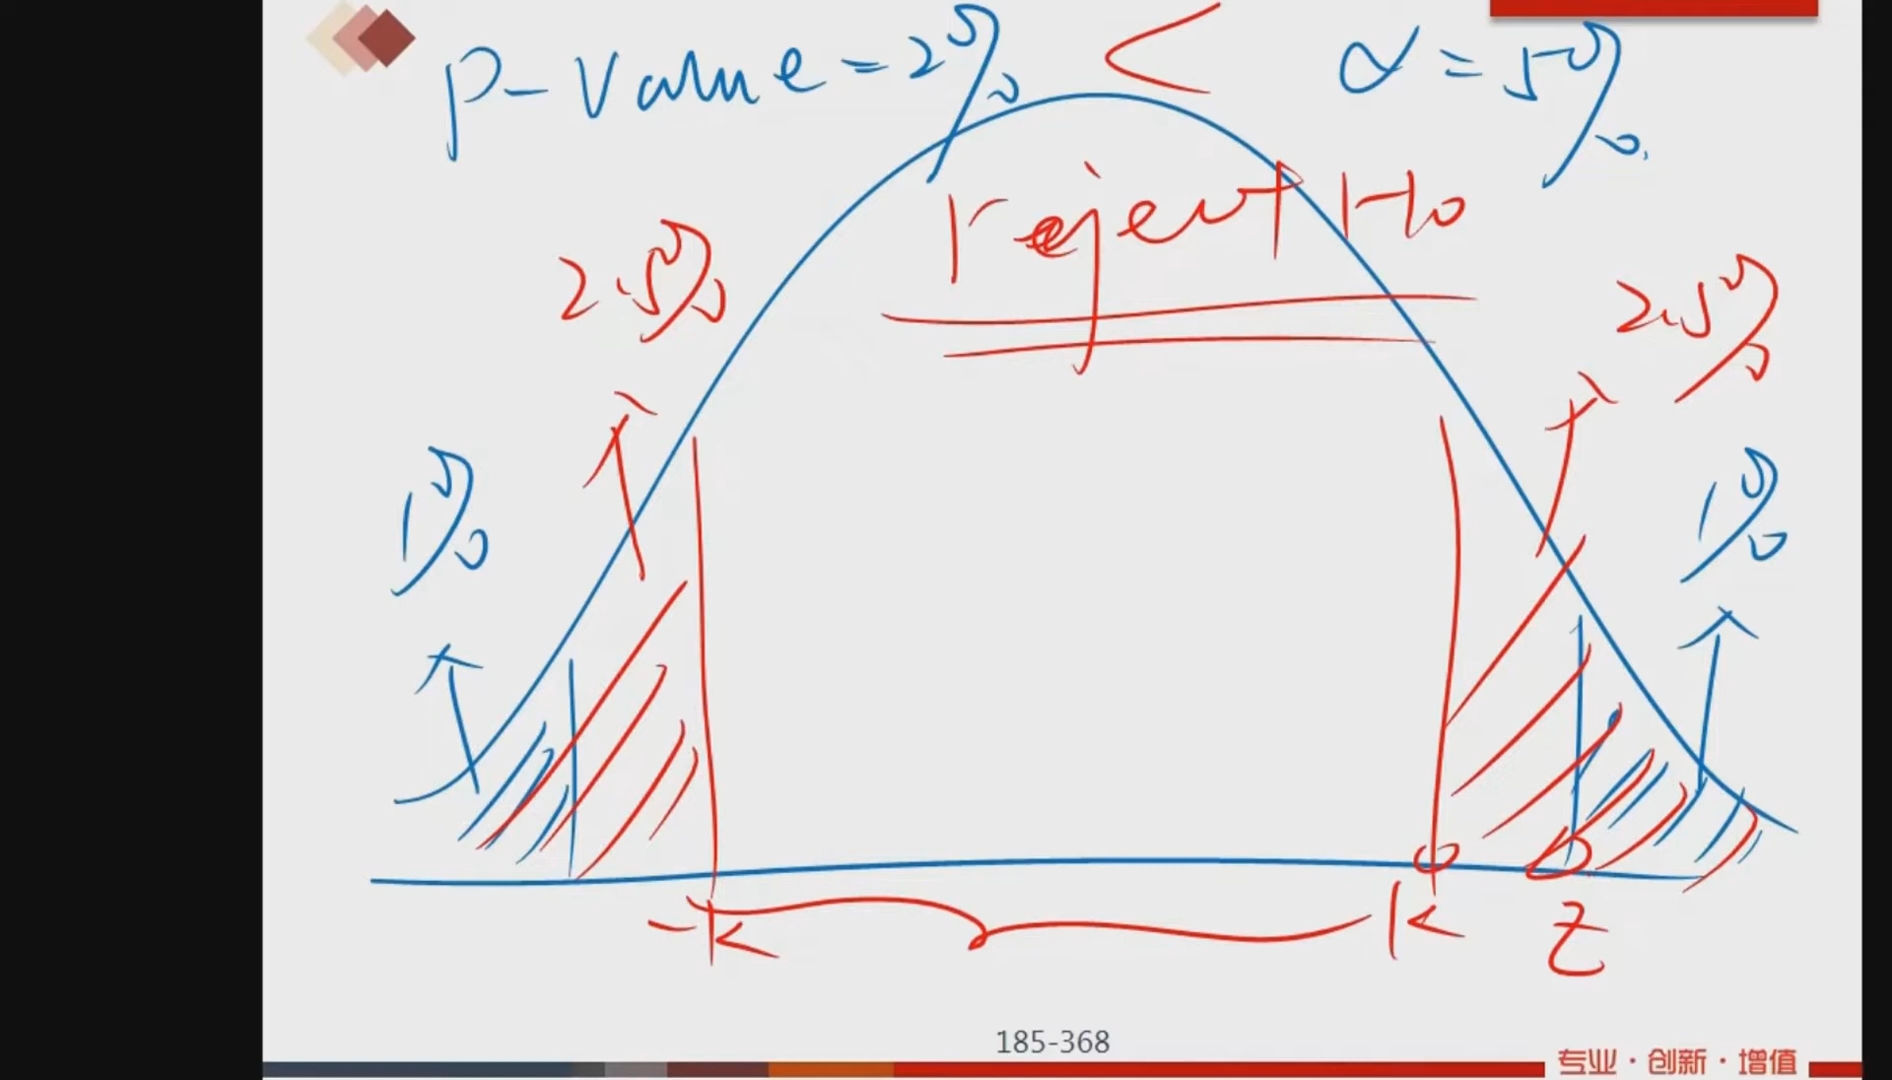 p-value=2% < α=5%.
reject H0
2.5% 2.5%
1% 1%
-k k z
185-368
专业·创新·增值